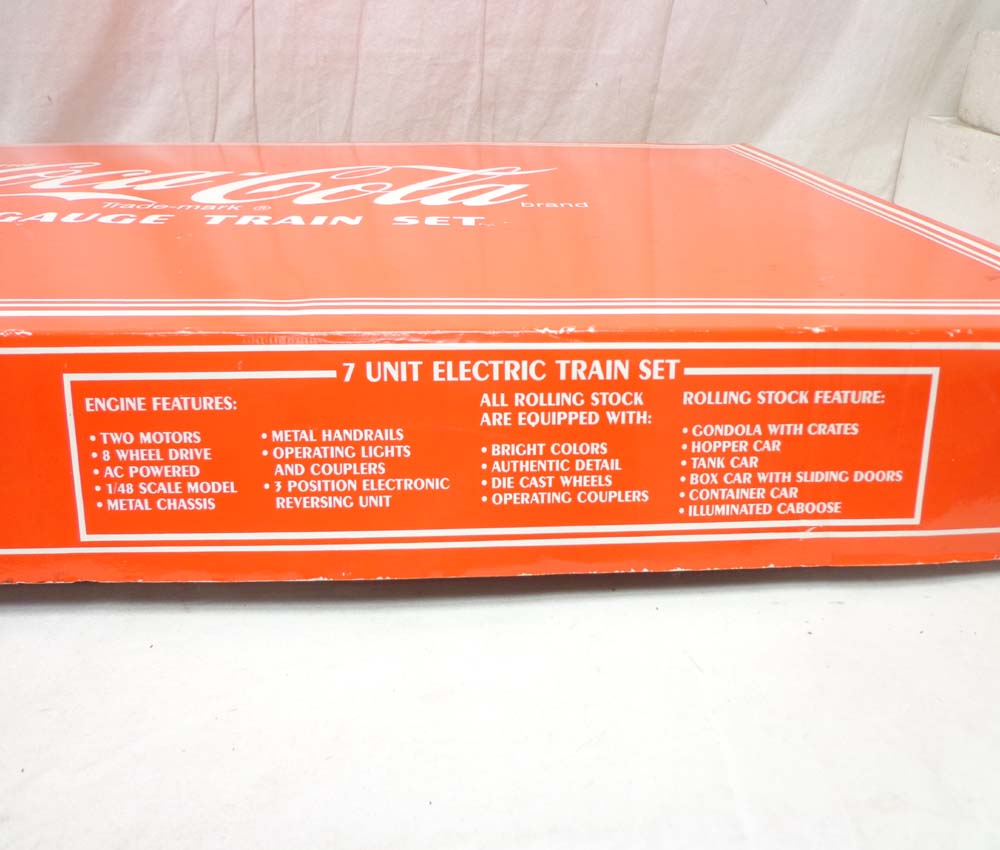 Coca-Cola
Trade-mark ® brand
GAUGE TRAIN SET
7 UNIT ELECTRIC TRAIN SET
ENGINE FEATURES:
• TWO MOTORS
• 8 WHEEL DRIVE
• AC POWERED
• 1/48 SCALE MODEL
• METAL CHASSIS
• METAL HANDRAILS
• OPERATING LIGHTS
AND COUPLERS
• 3 POSITION ELECTRONIC
REVERSING UNIT
ALL ROLLING STOCK
ARE EQUIPPED WITH:
• BRIGHT COLORS
• AUTHENTIC DETAIL
• DIE CAST WHEELS
• OPERATING COUPLERS
ROLLING STOCK FEATURE:
• GONDOLA WITH CRATES
• HOPPER CAR
• TANK CAR
• BOX CAR WITH SLIDING DOORS
• CONTAINER CAR
• ILLUMINATED CABOOSE